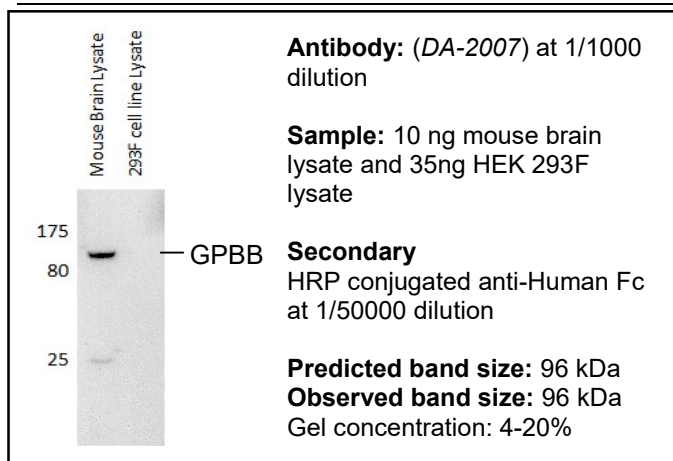 Mouse Brain Lysate
293F cell line Lysate
175
80
25
GPBB
Antibody: (DA-2007) at 1/1000
dilution
Sample: 10 ng mouse brain
lysate and 35ng HEK 293F
lysate
Secondary
HRP conjugated anti-Human Fc
at 1/50000 dilution
Predicted band size: 96 kDa
Observed band size: 96 kDa
Gel concentration: 4-20%